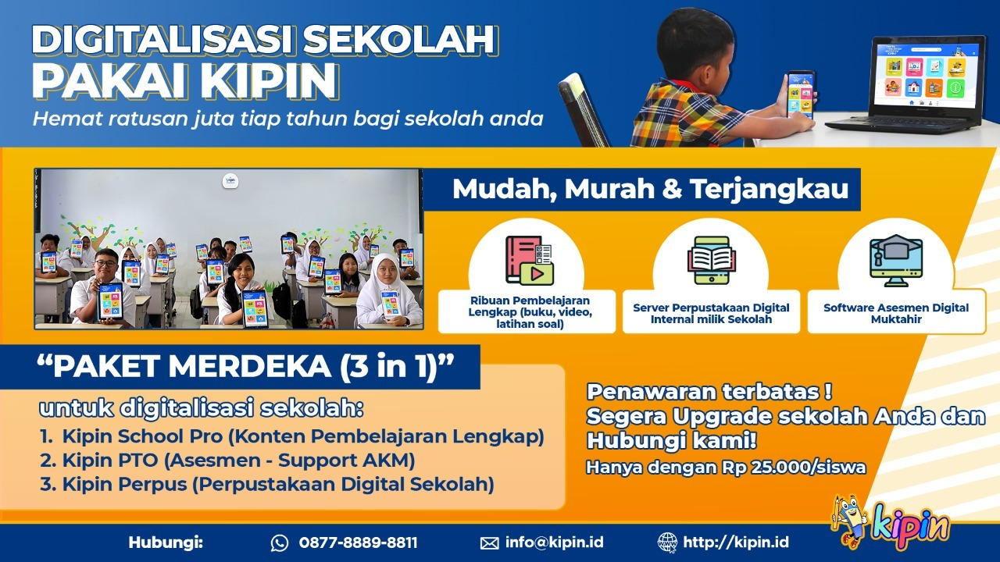 DIGITALISASI SEKOLAH
PAKAI KIPIN
Hemat ratusan juta tiap tahun bagi sekolah anda
Mudah, Murah & Terjangkau
Ribuan Pembelajaran
Lengkap (buku, video,
latihan soal)
Server Perpustakaan Digital
Internal milik Sekolah
Software Asesmen Digital
Muktahir
“PAKET MERDEKA (3 in 1)”
untuk digitalisasi sekolah:
1. Kipin School Pro (Konten Pembelajaran Lengkap)
2. Kipin PTO (Asesmen - Support AKM)
3. Kipin Perpus (Perpustakaan Digital Sekolah)
Penawaran terbatas !
Segera Upgrade sekolah Anda dan
Hubungi kami!
Hanya dengan Rp 25.000/siswa
kipin
Hubungi:
0877-8889-8811
info@kipin.id
http://kipin.id